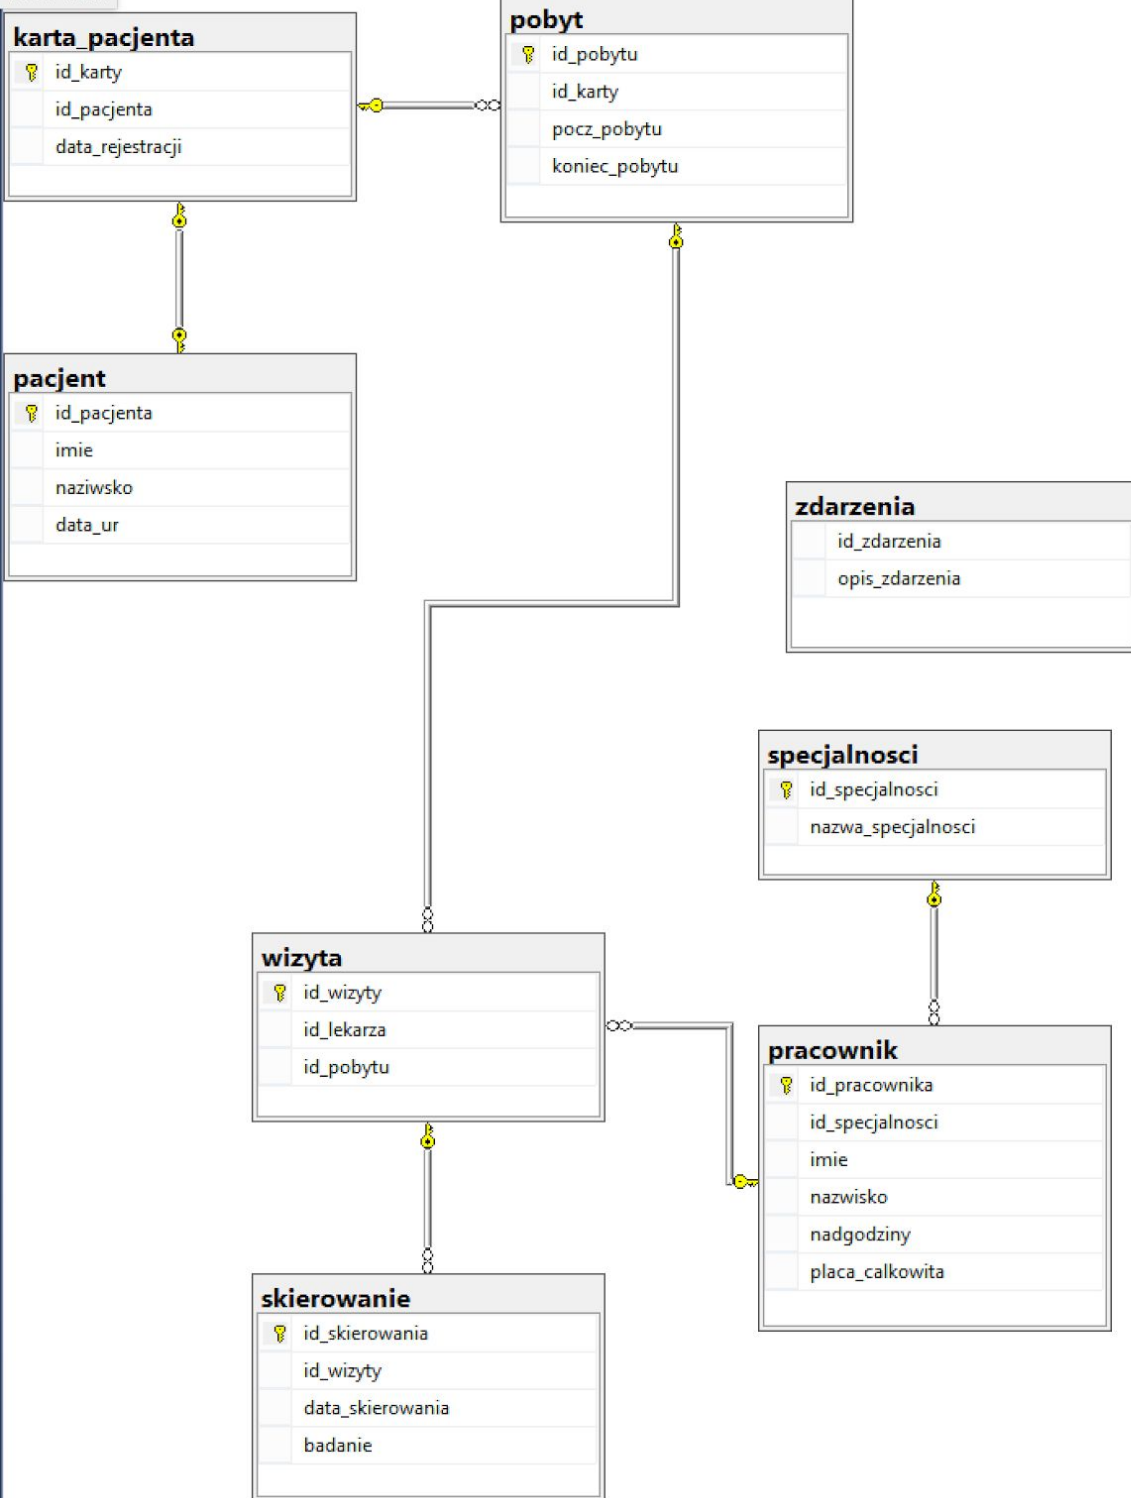 karta_pacjenta
id_karty
id_pacjenta
data_rejestracji
pobyt
id_pobytu
id_karty
pocz_pobytu
koniec_pobytu
pacjent
id_pacjenta
imie
naziwsko
data_ur
zdarzenia
id_zdarzenia
opis_zdarzenia
specjalnosci
id_specjalnosci
nazwa_specjalnosci
wizyta
id_wizyty
id_lekarza
id_pobytu
pracownik
id_pracownika
id_specjalnosci
imie
nazwisko
nadgodziny
placa_calkowita
skierowanie
id_skierowania
id_wizyty
data_skierowania
badanie